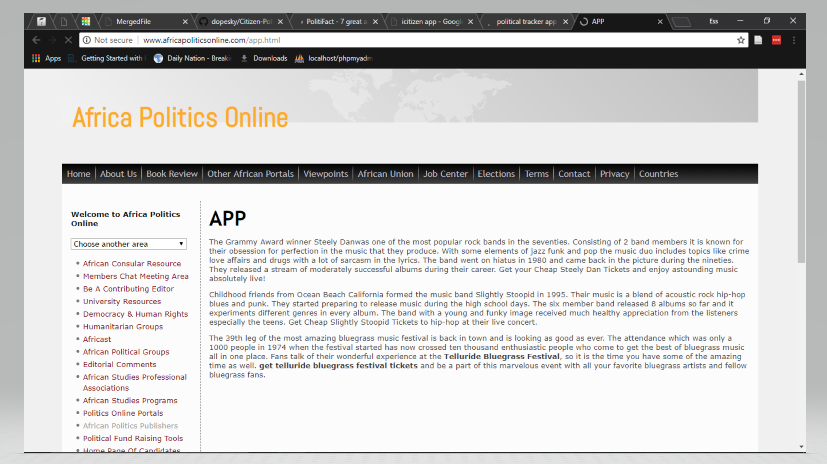 MergedFile
dopesky/Citizen-Pol
PolitiFact - 7 great a
icitizen app - Google
political tracker app
APP
Ess
Not secure
www.africapoliticsonline.com/app.html
Apps
Getting Started with
Daily Nation - Break
Downloads
localhost/phpmyadm
Africa Politics Online
Home
About Us
Book Review
Other African Portals
Viewpoints
African Union
Job Center
Elections
Terms
Contact
Privacy
Countries
Welcome to Africa Politics
Online
Choose another area
African Consular Resource
Members Chat Meeting Area
Be A Contributing Editor
University Resources
Democracy & Human Rights
Humanitarian Groups
Africast
African Political Groups
Editorial Comments
African Studies Professional
Associations
African Studies Programs
Politics Online Portals
African Politics Publishers
Political Fund Raising Tools
Home Page Of Candidates
APP
The Grammy Award winner Steely Danwas one of the most popular rock bands in the seventies. Consisting of 2 band members it is known for
their obsession for perfection in the music that they produce. With some elements of jazz funk and pop the music duo includes topics like crime
love affairs and drugs with a lot of sarcasm in the lyrics. The band went on hiatus in 1980 and came back in the picture during the nineties.
They released a stream of moderately successful albums during their career. Get your Cheap Steely Dan Tickets and enjoy astounding music
absolutely live!
Childhood friends from Ocean Beach California formed the music band Slightly Stoopid in 1995. Their music is a blend of acoustic rock hip-hop
blues and punk. They started preparing to release music during the high school days. The six member band released 8 albums so far and it
experiments different genres in every album. The band with a young and funky image received much healthy appreciation from the listeners
especially the teens. Get Cheap Slightly Stoopid Tickets to hip-hop at their live concert.
The 39th leg of the most amazing bluegrass music festival is back in town and is looking as good as ever. The attendance which was only a
1000 people in 1974 when the festival started has now crossed ten thousand enthusiastic people who come to get the best of bluegrass music
all in one place. Fans talk of their wonderful experience at the Telluride Bluegrass Festival, so it is the time you have some of the amazing
time as well. get telluride bluegrass festival tickets and be a part of this marvelous event with all your favorite bluegrass artists and fellow
bluegrass fans.